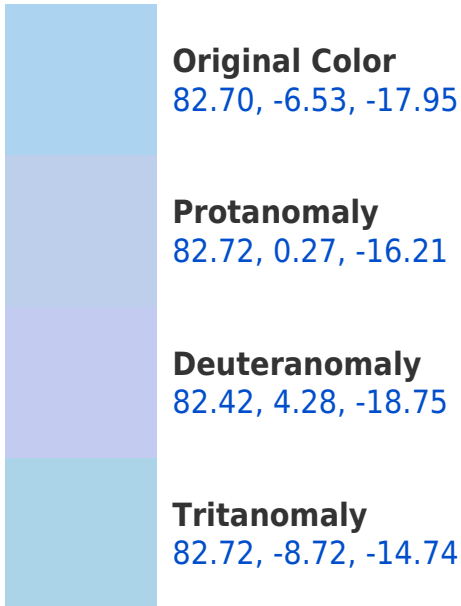 Original Color
82.70, -6.53, -17.95
Protanomaly
82.72, 0.27, -16.21
Deuteranomaly
82.42, 4.28, -18.75
Tritanomaly
82.72, -8.72, -14.74